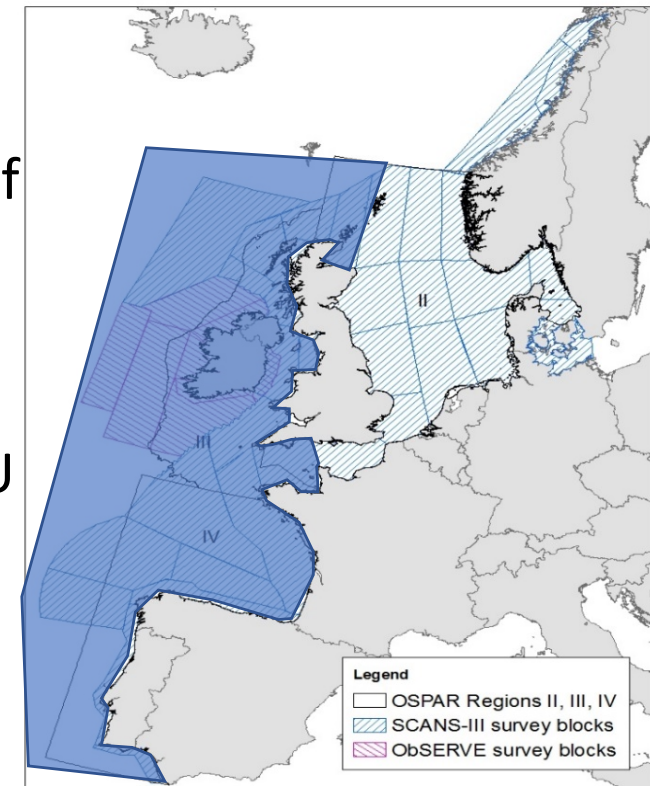 f
J
II
III
IV
Legend
OSPAR Regions II, III, IV
SCANS-III survey blocks
ObSERVE survey blocks